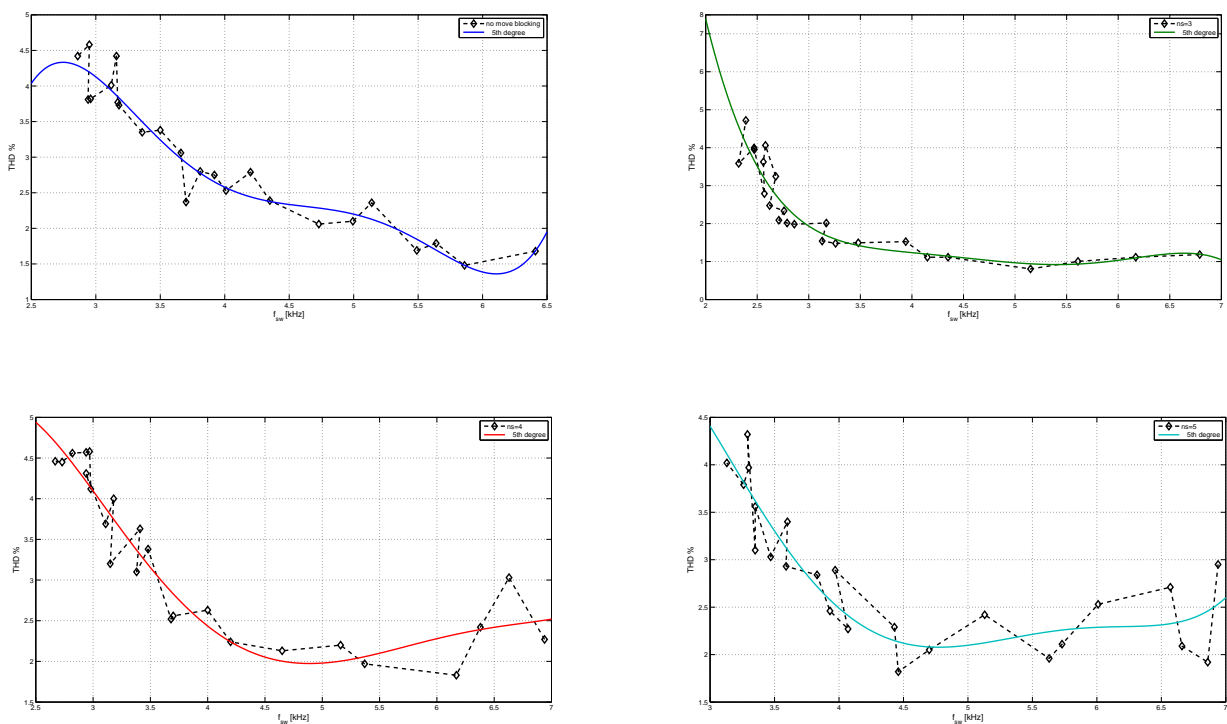 5
4.5
4
3.5
3
2.5
2
1.5
1
2.5 3 3.5 4 4.5 5 5.5 6 6.5
THD %
f_sw [kHz]
no move blocking
5th degree
8
7
6
5
4
3
2
1
0
2 2.5 3 3.5 4 4.5 5 5.5 6 6.5 7
THD %
f_sw [kHz]
ns=3
5th degree
5
4.5
4
3.5
3
2.5
2
1.5
2.5 3 3.5 4 4.5 5 5.5 6 6.5 7
THD %
f_sw [kHz]
ns=4
5th degree
4.5
4
3.5
3
2.5
2
1.5
3 3.5 4 4.5 5 5.5 6 6.5 7
THD %
f_sw [kHz]
ns=5
5th degree